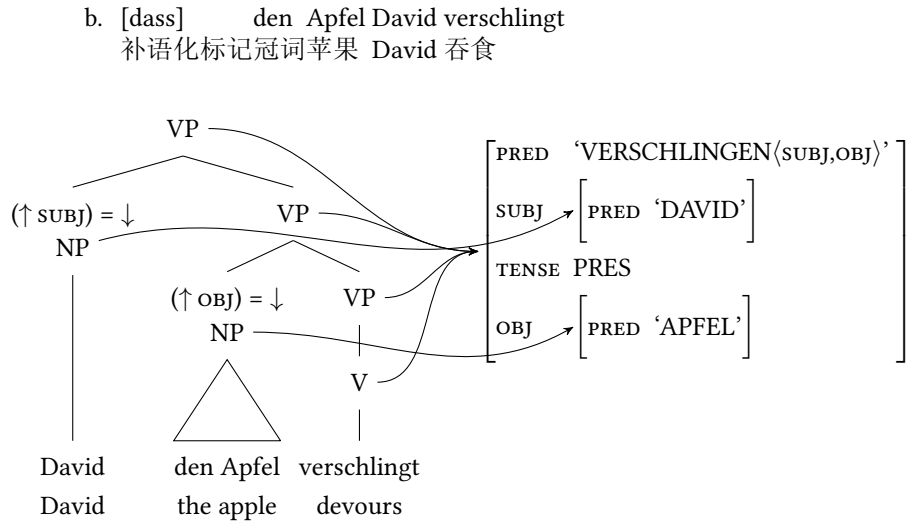 b. [dass] den Apfel David verschlingt
补语化标记冠词苹果 David 吞食
VP
[PRED ‘VERSCHLINGEN⟨SUBJ,OBJ⟩’]
(↑ SUBJ) = ↓
VP
SUBJ [PRED ‘DAVID’]
NP
TENSE PRES
(↑ OBJ) = ↓
VP
NP
OBJ [PRED ‘APFEL’]
V
David den Apfel verschlingt
David the apple devours